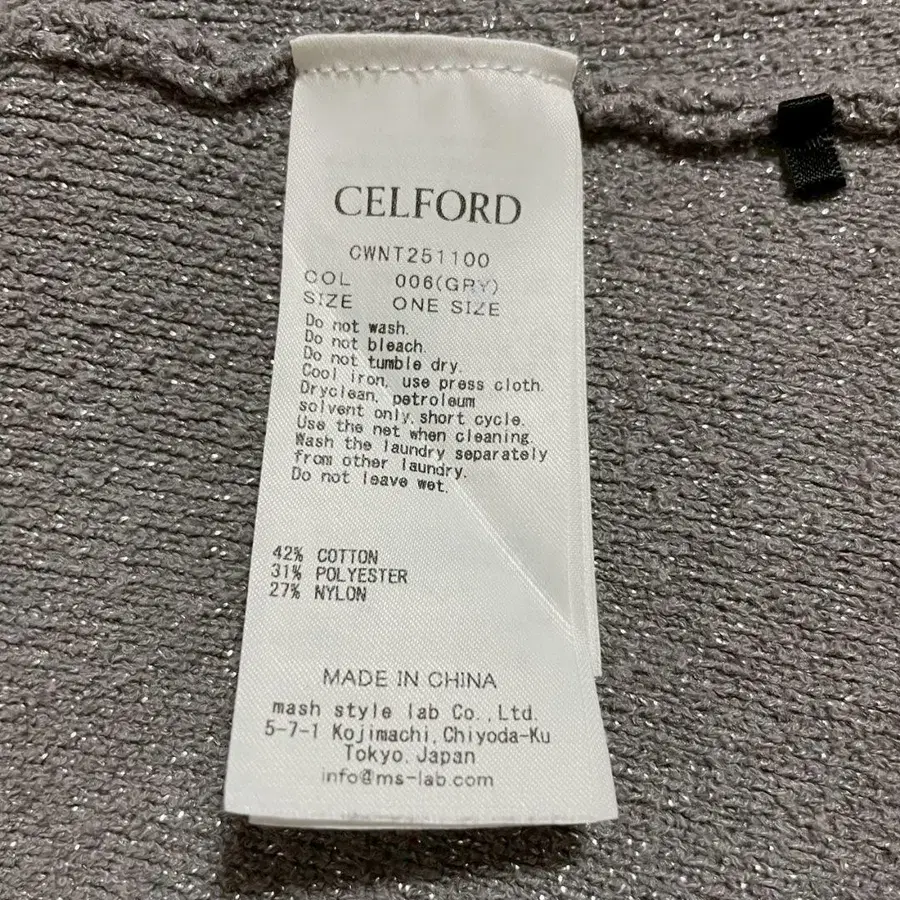 CELFORD
CWNT251100
COL 006(GRY)
SIZE ONE SIZE
Do not wash.
Do not bleach.
Do not tumble dry.
Cool iron, use press cloth.
Dryclean, petroleum
solvent only, short cycle.
Use the net when cleaning.
Wash the laundry separately
from other laundry.
Do not leave wet.
42% COTTON
31% POLYESTER
27% NYLON
MADE IN CHINA
mash style lab Co., Ltd.
5-7-1 Kojimachi, Chiyoda-Ku
Tokyo, Japan
info@ms-lab.com